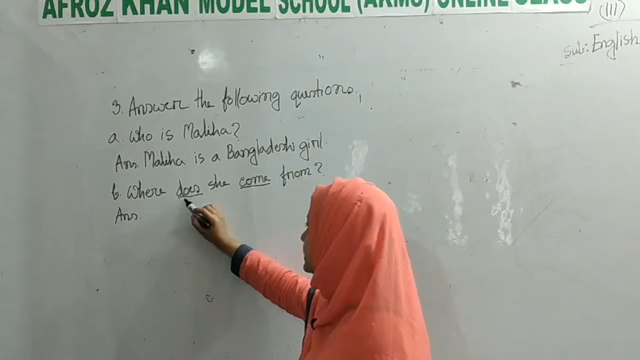 AFROZ KHAN MODEL SCHOOL (AKMS) ONLINE CLASS
(III)
Sub: English
3. Answer the following questions.
a. Who is Maliha?
Ans. Maliha is a Bangladeshi girl.
b. Where does she come from?
Ans.